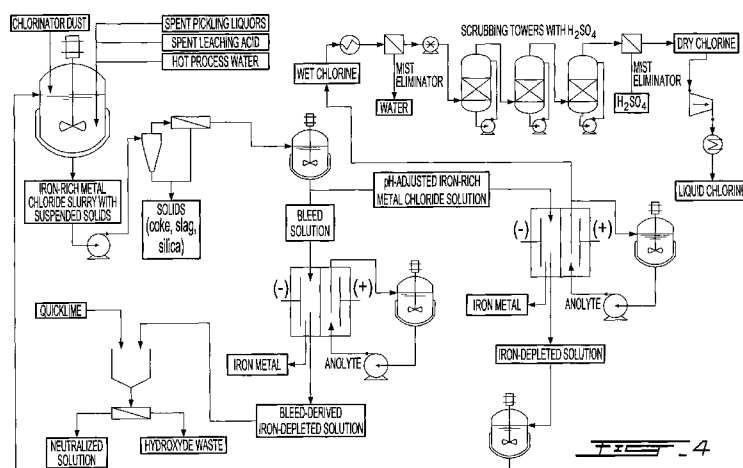 CHLORINATOR DUST
SPENT PICKLING LIQUORS
SPENT LEACHING ACID
HOT PROCESS WATER
SCRUBBING TOWERS WITH H2SO4
WET CHLORINE
MIST
ELIMINATOR
WATER
DRY CHLORINE
MIST
ELIMINATOR
H2SO4
LIQUID CHLORINE
IRON-RICH METAL
CHLORIDE SLURRY WITH
SUSPENDED SOLIDS
SOLIDS
(coke, slag,
silica)
pH-ADJUSTED IRON-RICH
METAL CHLORIDE SOLUTION
BLEED
SOLUTION
(-)
(+)
(-)
(+)
IRON METAL
ANOLYTE
QUICKLIME
IRON METAL
ANOLYTE
IRON-DEPLETED SOLUTION
BLEED-DERIVED
IRON-DEPLETED SOLUTION
NEUTRALIZED
SOLUTION
HYDROXYDE WASTE
FIG. 4